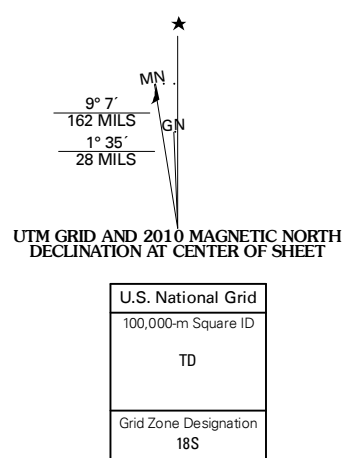 MN
9° 7´
162 MILS
GN
1° 35´
28 MILS
UTM GRID AND 2010 MAGNETIC NORTH
DECLINATION AT CENTER OF SHEET
U.S. National Grid
100,000-m Square ID
TD
Grid Zone Designation
18S